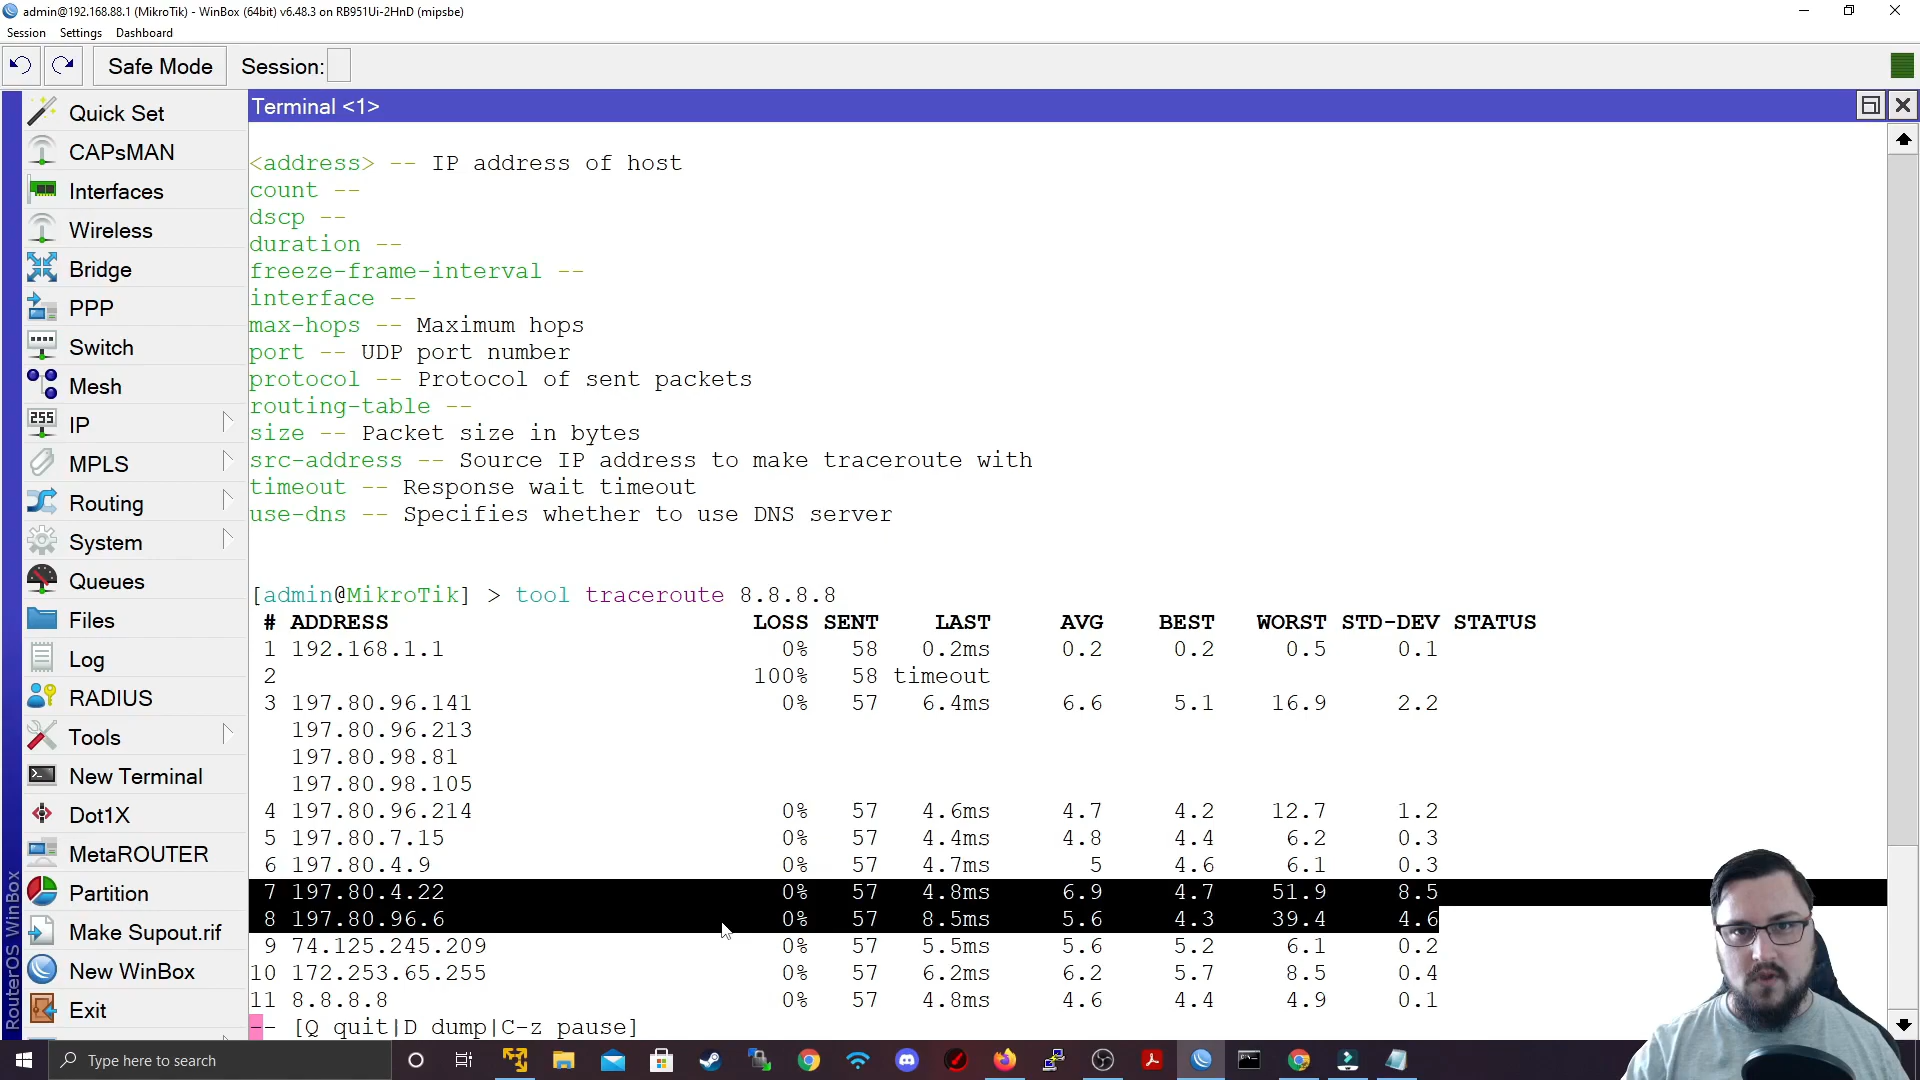 admin@192.168.88.1 (MikroTik) - WinBox (64bit) v6.48.3 on RB951Ui-2HnD (mipsbe)
Session Settings Dashboard
Safe Mode Session:
Quick Set
CAPsMAN
Interfaces
Wireless
Bridge
PPP
Switch
Mesh
255 IP
MPLS
Routing
System
Queues
Files
Log
RADIUS
Tools
New Terminal
Dot1X
MetaROUTER
Partition
Make Supout.rif
New WinBox
Exit
RouterOS WinBox
Terminal <1>
<address> -- IP address of host
count --
dscp --
duration --
freeze-frame-interval --
interface --
max-hops -- Maximum hops
port -- UDP port number
protocol -- Protocol of sent packets
routing-table --
size -- Packet size in bytes
src-address -- Source IP address to make traceroute with
timeout -- Response wait timeout
use-dns -- Specifies whether to use DNS server
[admin@MikroTik] > tool traceroute 8.8.8.8
# ADDRESS LOSS SENT LAST AVG BEST WORST STD-DEV STATUS
1 192.168.1.1 0% 58 0.2ms 0.2 0.2 0.5 0.1
2 100% 58 timeout
3 197.80.96.141 0% 57 6.4ms 6.6 5.1 16.9 2.2
197.80.96.213
197.80.98.81
197.80.98.105
4 197.80.96.214 0% 57 4.6ms 4.7 4.2 12.7 1.2
5 197.80.7.15 0% 57 4.4ms 4.8 4.4 6.2 0.3
6 197.80.4.9 0% 57 4.7ms 5 4.6 6.1 0.3
7 197.80.4.22 0% 57 4.8ms 6.9 4.7 51.9 8.5
8 197.80.96.6 0% 57 8.5ms 5.6 4.3 39.4 4.6
9 74.125.245.209 0% 57 5.5ms 5.6 5.2 6.1 0.2
10 172.253.65.255 0% 57 6.2ms 6.2 5.7 8.5 0.4
11 8.8.8.8 0% 57 4.8ms 4.6 4.4 4.9 0.1
-- [Q quit|D dump|C-z pause]
Type here to search